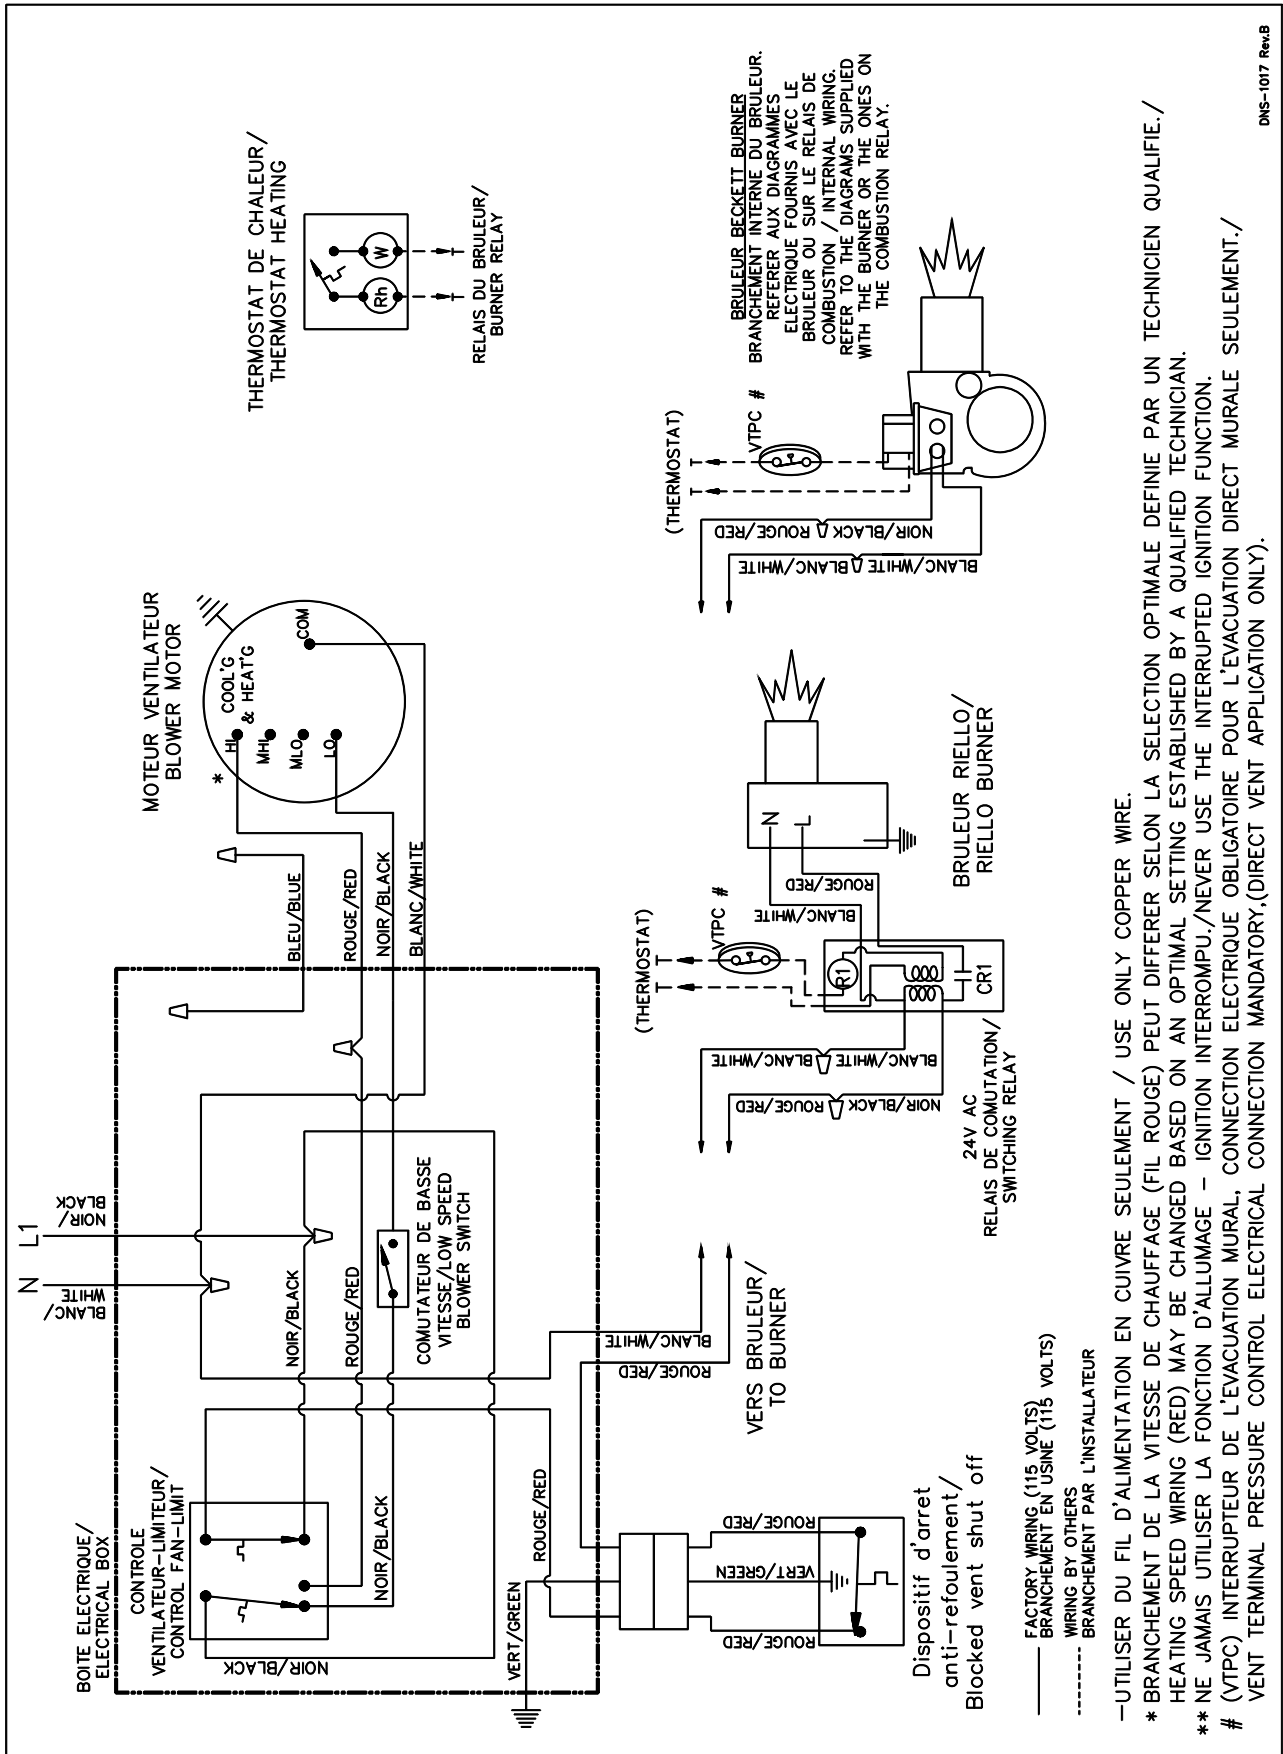 THERMOSTAT DE CHALEUR/
THERMOSTAT HEATING
Rh
W
RELAIS DU BRULEUR/
BURNER RELAY
BRULEUR BECKETT BURNER
BRANCHEMENT INTERNE DU BRULEUR.
REFERER AUX DIAGRAMMES
ELECTRIQUE FOURNIS AVEC LE
BRULEUR OU SUR LE RELAIS DE
COMBUSTION / INTERNAL WIRING.
REFER TO THE DIAGRAMS SUPPLIED
WITH THE BURNER OR THE ONES ON
THE COMBUSTION RELAY.
(THERMOSTAT)
VTPC #
ROUGE/RED
NOIR/BLACK
BLANC/WHITE
BLANC/WHITE
MOTEUR VENTILATEUR
BLOWER MOTOR
*
HI
MHI
MLO
LO
COOL'G
& HEAT'G
COM
BLEU/BLUE
ROUGE/RED
NOIR/BLACK
BLANC/WHITE
BRULEUR RIELLO/
RIELLO BURNER
N
L
BLANC/WHITE
ROUGE/RED
(THERMOSTAT)
VTPC #
R1
CR1
BLANC/WHITE
BLANC/WHITE
ROUGE/RED
NOIR/BLACK
24V AC
RELAIS DE COMUTATION/
SWITCHING RELAY
N
L1
BLANC/
WHITE
NOIR/
BLACK
NOIR/BLACK
ROUGE/RED
COMUTATEUR DE BASSE
VITESSE/LOW SPEED
BLOWER SWITCH
BLANC/WHITE
ROUGE/RED
VERS BRULEUR/
TO BURNER
BOITE ELECTRIQUE/
ELECTRICAL BOX
CONTROLE
VENTILATEUR-LIMITEUR/
CONTROL FAN-LIMIT
NOIR/BLACK
NOIR/BLACK
ROUGE/RED
VERT/GREEN
ROUGE/RED
VERT/GREEN
ROUGE/RED
Dispositif d'arret
anti-refoulement/
Blocked vent shut off
FACTORY WIRING (115 VOLTS)
BRANCHEMENT EN USINE (115 VOLTS)
WIRING BY OTHERS
BRANCHEMENT PAR L'INSTALLATEUR
-UTILISER DU FIL D'ALIMENTATION EN CUIVRE SEULEMENT / USE ONLY COPPER WIRE.
* BRANCHEMENT DE LA VITESSE DE CHAUFFAGE (FIL ROUGE) PEUT DIFFERER SELON LA SELECTION OPTIMALE DEFINIE PAR UN TECHNICIEN QUALIFIE./
HEATING SPEED WIRING (RED) MAY BE CHANGED BASED ON AN OPTIMAL SETTING ESTABLISHED BY A QUALIFIED TECHNICIAN.
** NE JAMAIS UTILISER LA FONCTION D'ALLUMAGE - IGNITION INTERROMPU./NEVER USE THE INTERRUPTED IGNITION FUNCTION.
# (VTPC) INTERRUPTEUR DE L'EVACUATION MURAL, CONNECTION ELECTRIQUE OBLIGATOIRE POUR L'EVACUATION DIRECT MURALE SEULEMENT./
VENT TERMINAL PRESSURE CONTROL ELECTRICAL CONNECTION MANDATORY,(DIRECT VENT APPLICATION ONLY).
DNS-1017 Rev.B